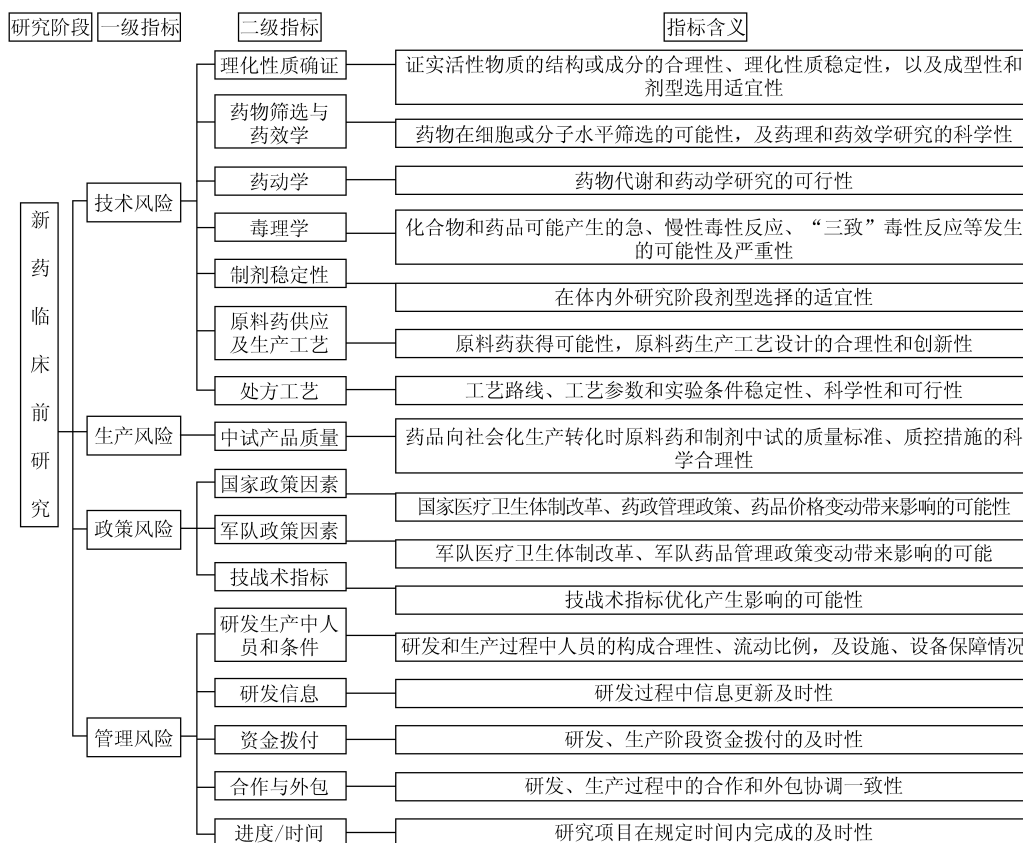 研究阶段
一级指标
二级指标
指标含义
新药临床前研究
技术风险
理化性质确证
证实活性物质的结构或成分的合理性、理化性质稳定性，以及成型性和
剂型选用适宜性
药物筛选与
药效学
药物在细胞或分子水平筛选的可能性，及药理和药效学研究的科学性
药动学
药物代谢和药动学研究的可行性
毒理学
化合物和药品可能产生的急、慢性毒性反应、“三致”毒性反应等发生
的可能性及严重性
制剂稳定性
在体内外研究阶段剂型选择的适宜性
原料药供应
及生产工艺
原料药获得可能性，原料药生产工艺设计的合理性和创新性
处方工艺
工艺路线、工艺参数和实验条件稳定性、科学性和可行性
生产风险
中试产品质量
药品向社会化生产转化时原料药和制剂中试的质量标准、质控措施的科
学合理性
政策风险
国家政策因素
国家医疗卫生体制改革、药政管理政策、药品价格变动带来影响的可能性
军队政策因素
军队医疗卫生体制改革、军队药品管理政策变动带来影响的可能
技战术指标
技战术指标优化产生影响的可能性
管理风险
研发生产中人
员和条件
研发和生产过程中人员的构成合理性、流动比例，及设施、设备保障情况
研发信息
研发过程中信息更新及时性
资金拨付
研发、生产阶段资金拨付的及时性
合作与外包
研发、生产过程中的合作和外包协调一致性
进度/时间
研究项目在规定时间内完成的及时性